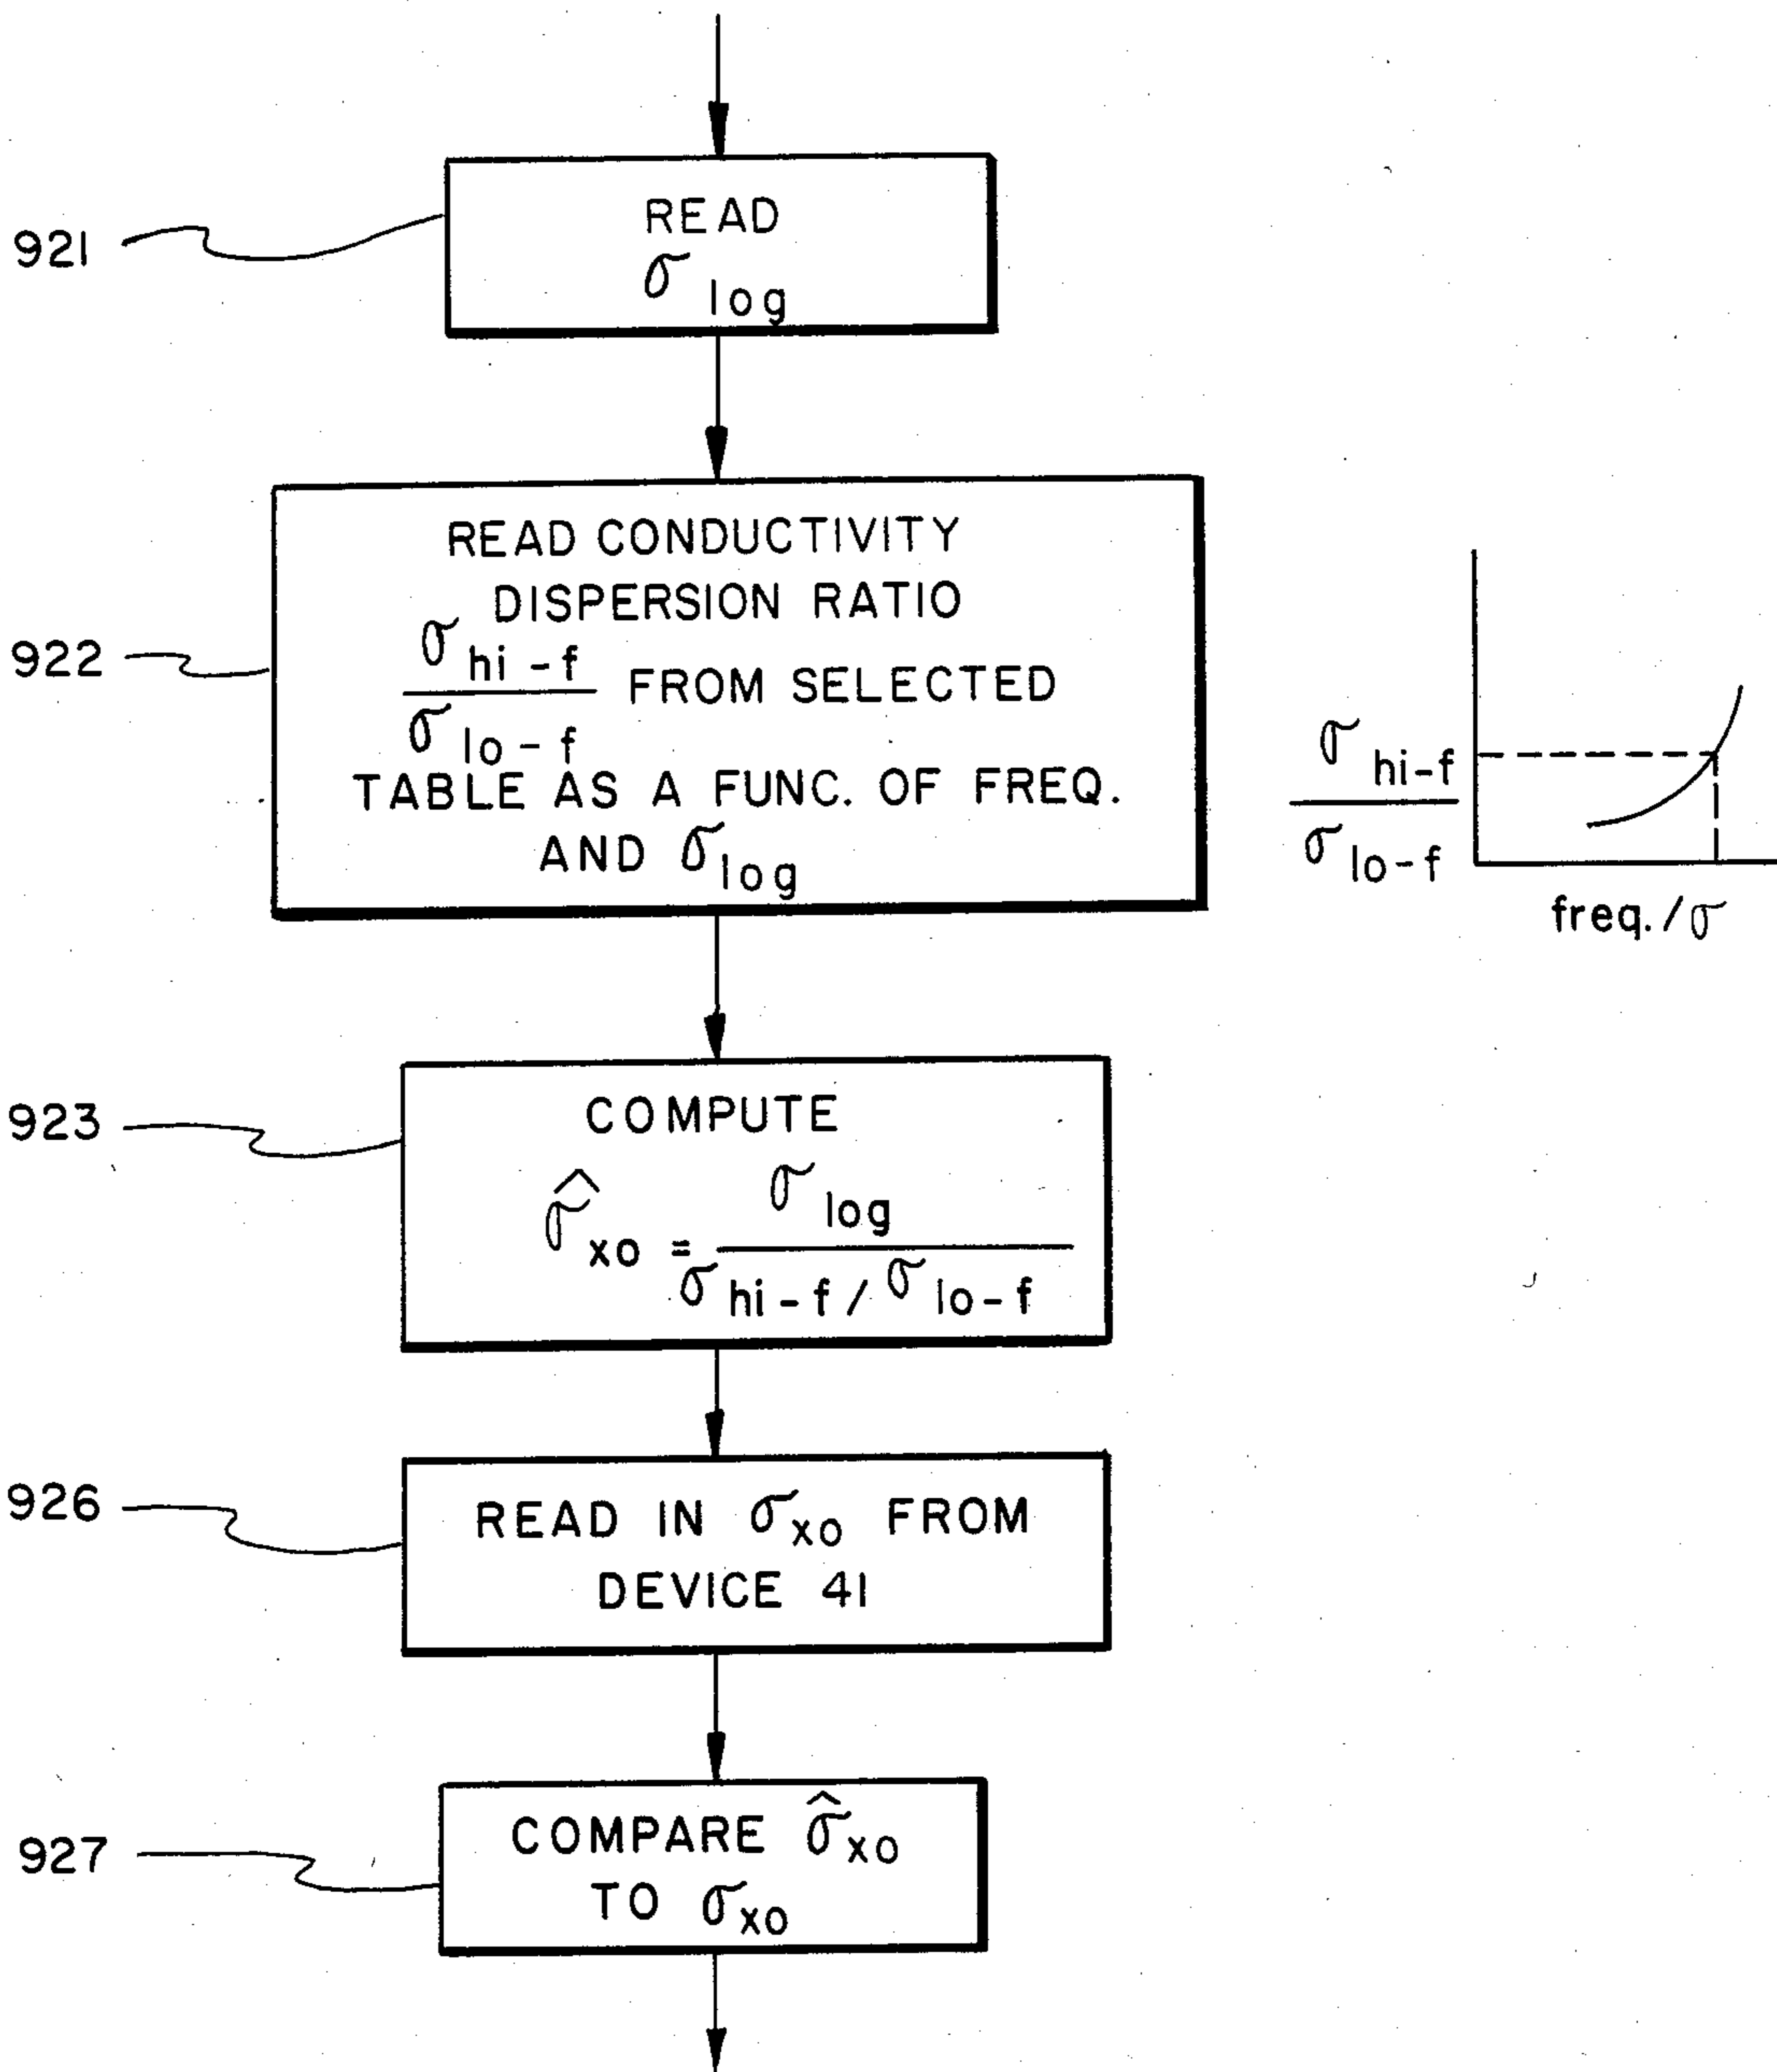 921
READ
σ log
922
READ CONDUCTIVITY
DISPERSION RATIO
σ hi-f
σ lo-f
FROM SELECTED
TABLE AS A FUNC. OF FREQ.
AND σ log
σ hi-f
σ lo-f
freq./σ
923
COMPUTE
σ̂ xo = σ log
σ hi-f / σ lo-f
926
READ IN σxo FROM
DEVICE 41
927
COMPARE σ̂xo
TO σxo